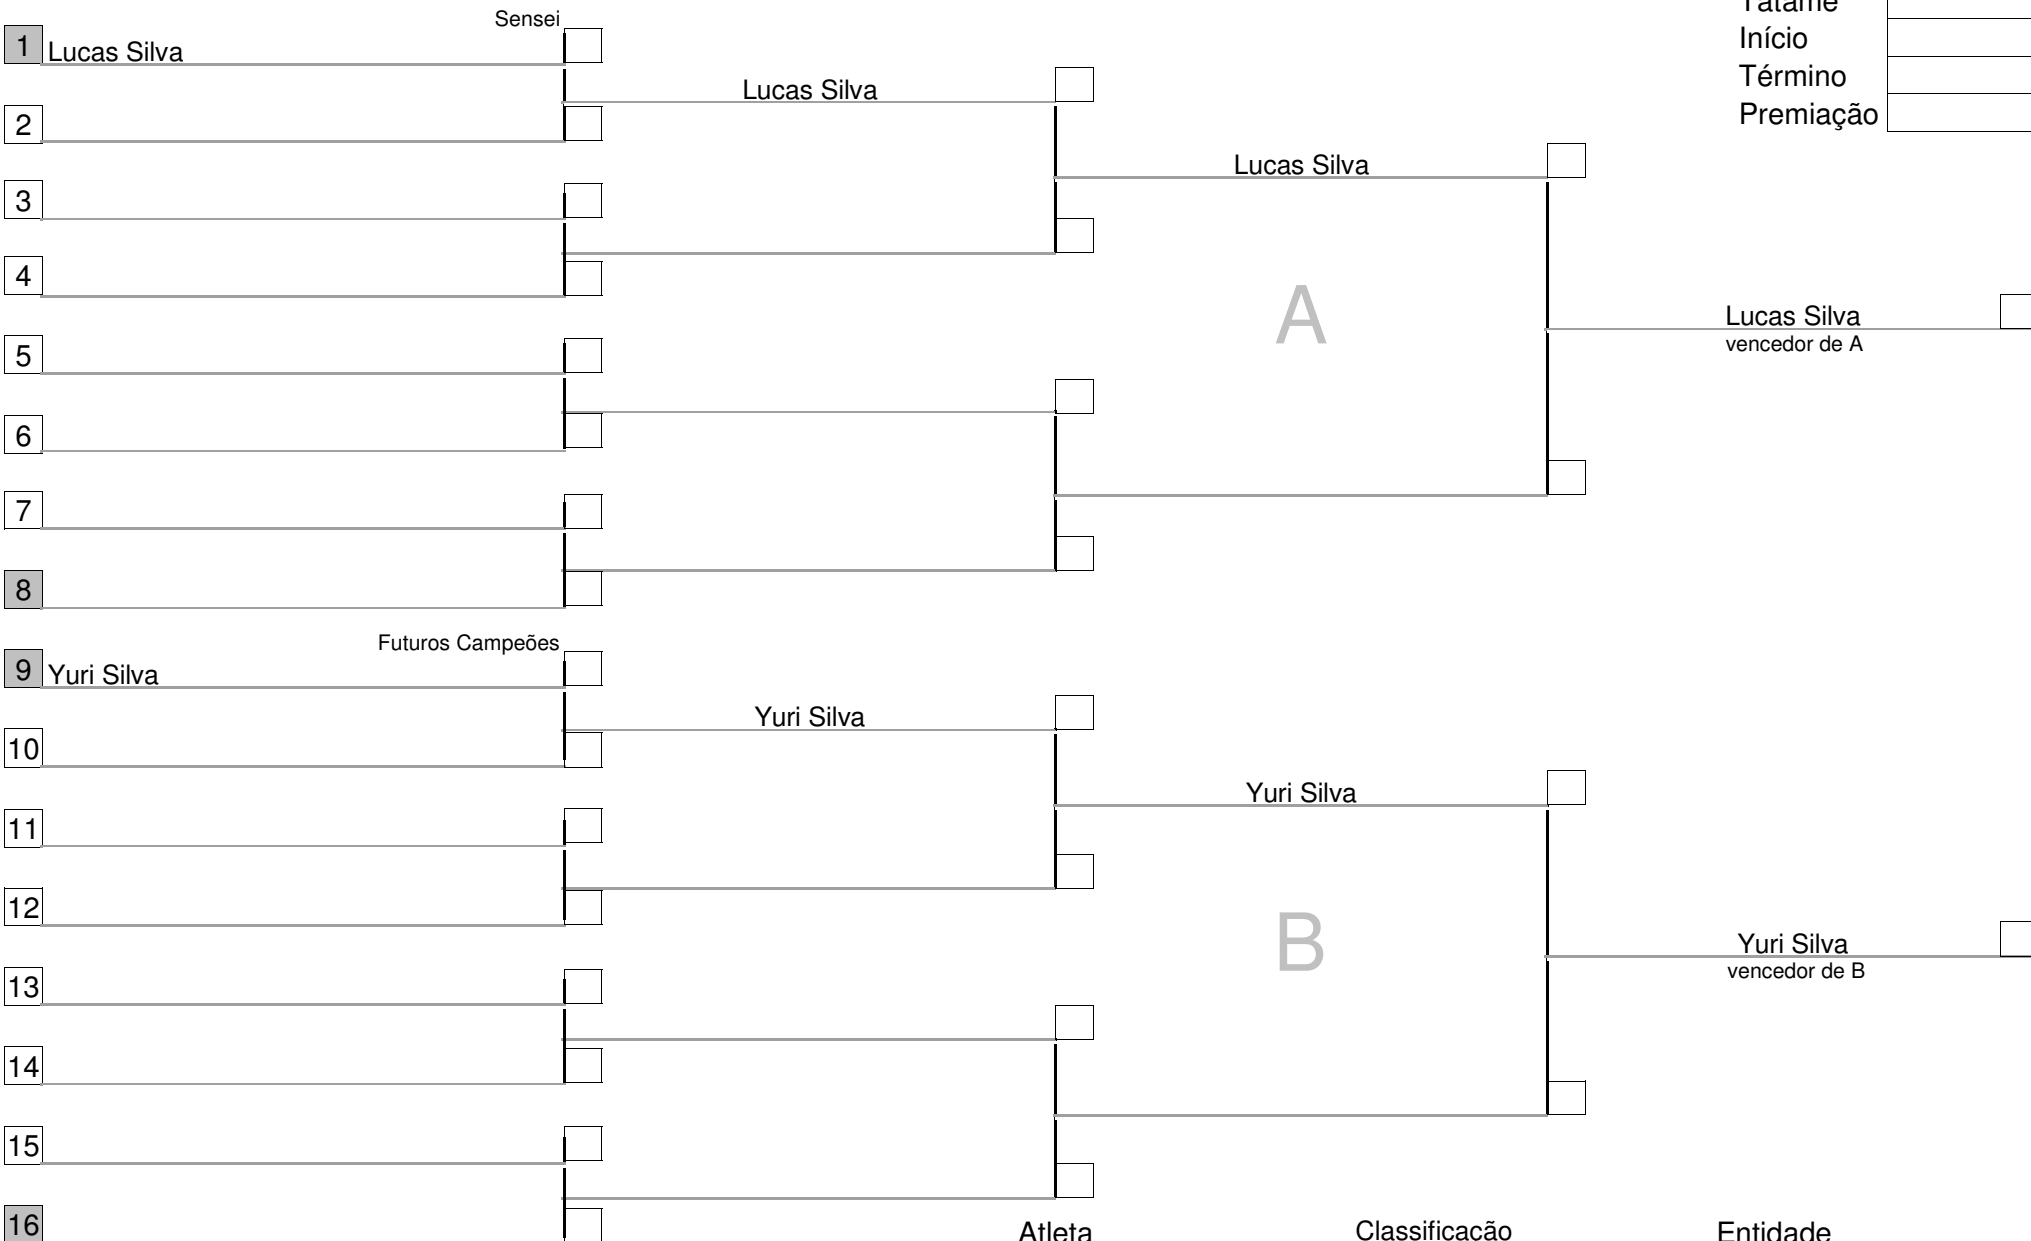 Tatame
Início
Término
Premiação
Sensei
1 Lucas Silva
Lucas Silva
2
Lucas Silva
3
4
A
Lucas Silva
vencedor de A
5
6
7
8
Futuros Campeões
9 Yuri Silva
Yuri Silva
10
Yuri Silva
11
12
B
Yuri Silva
vencedor de B
13
14
15
16
Atleta Classificação Entidade